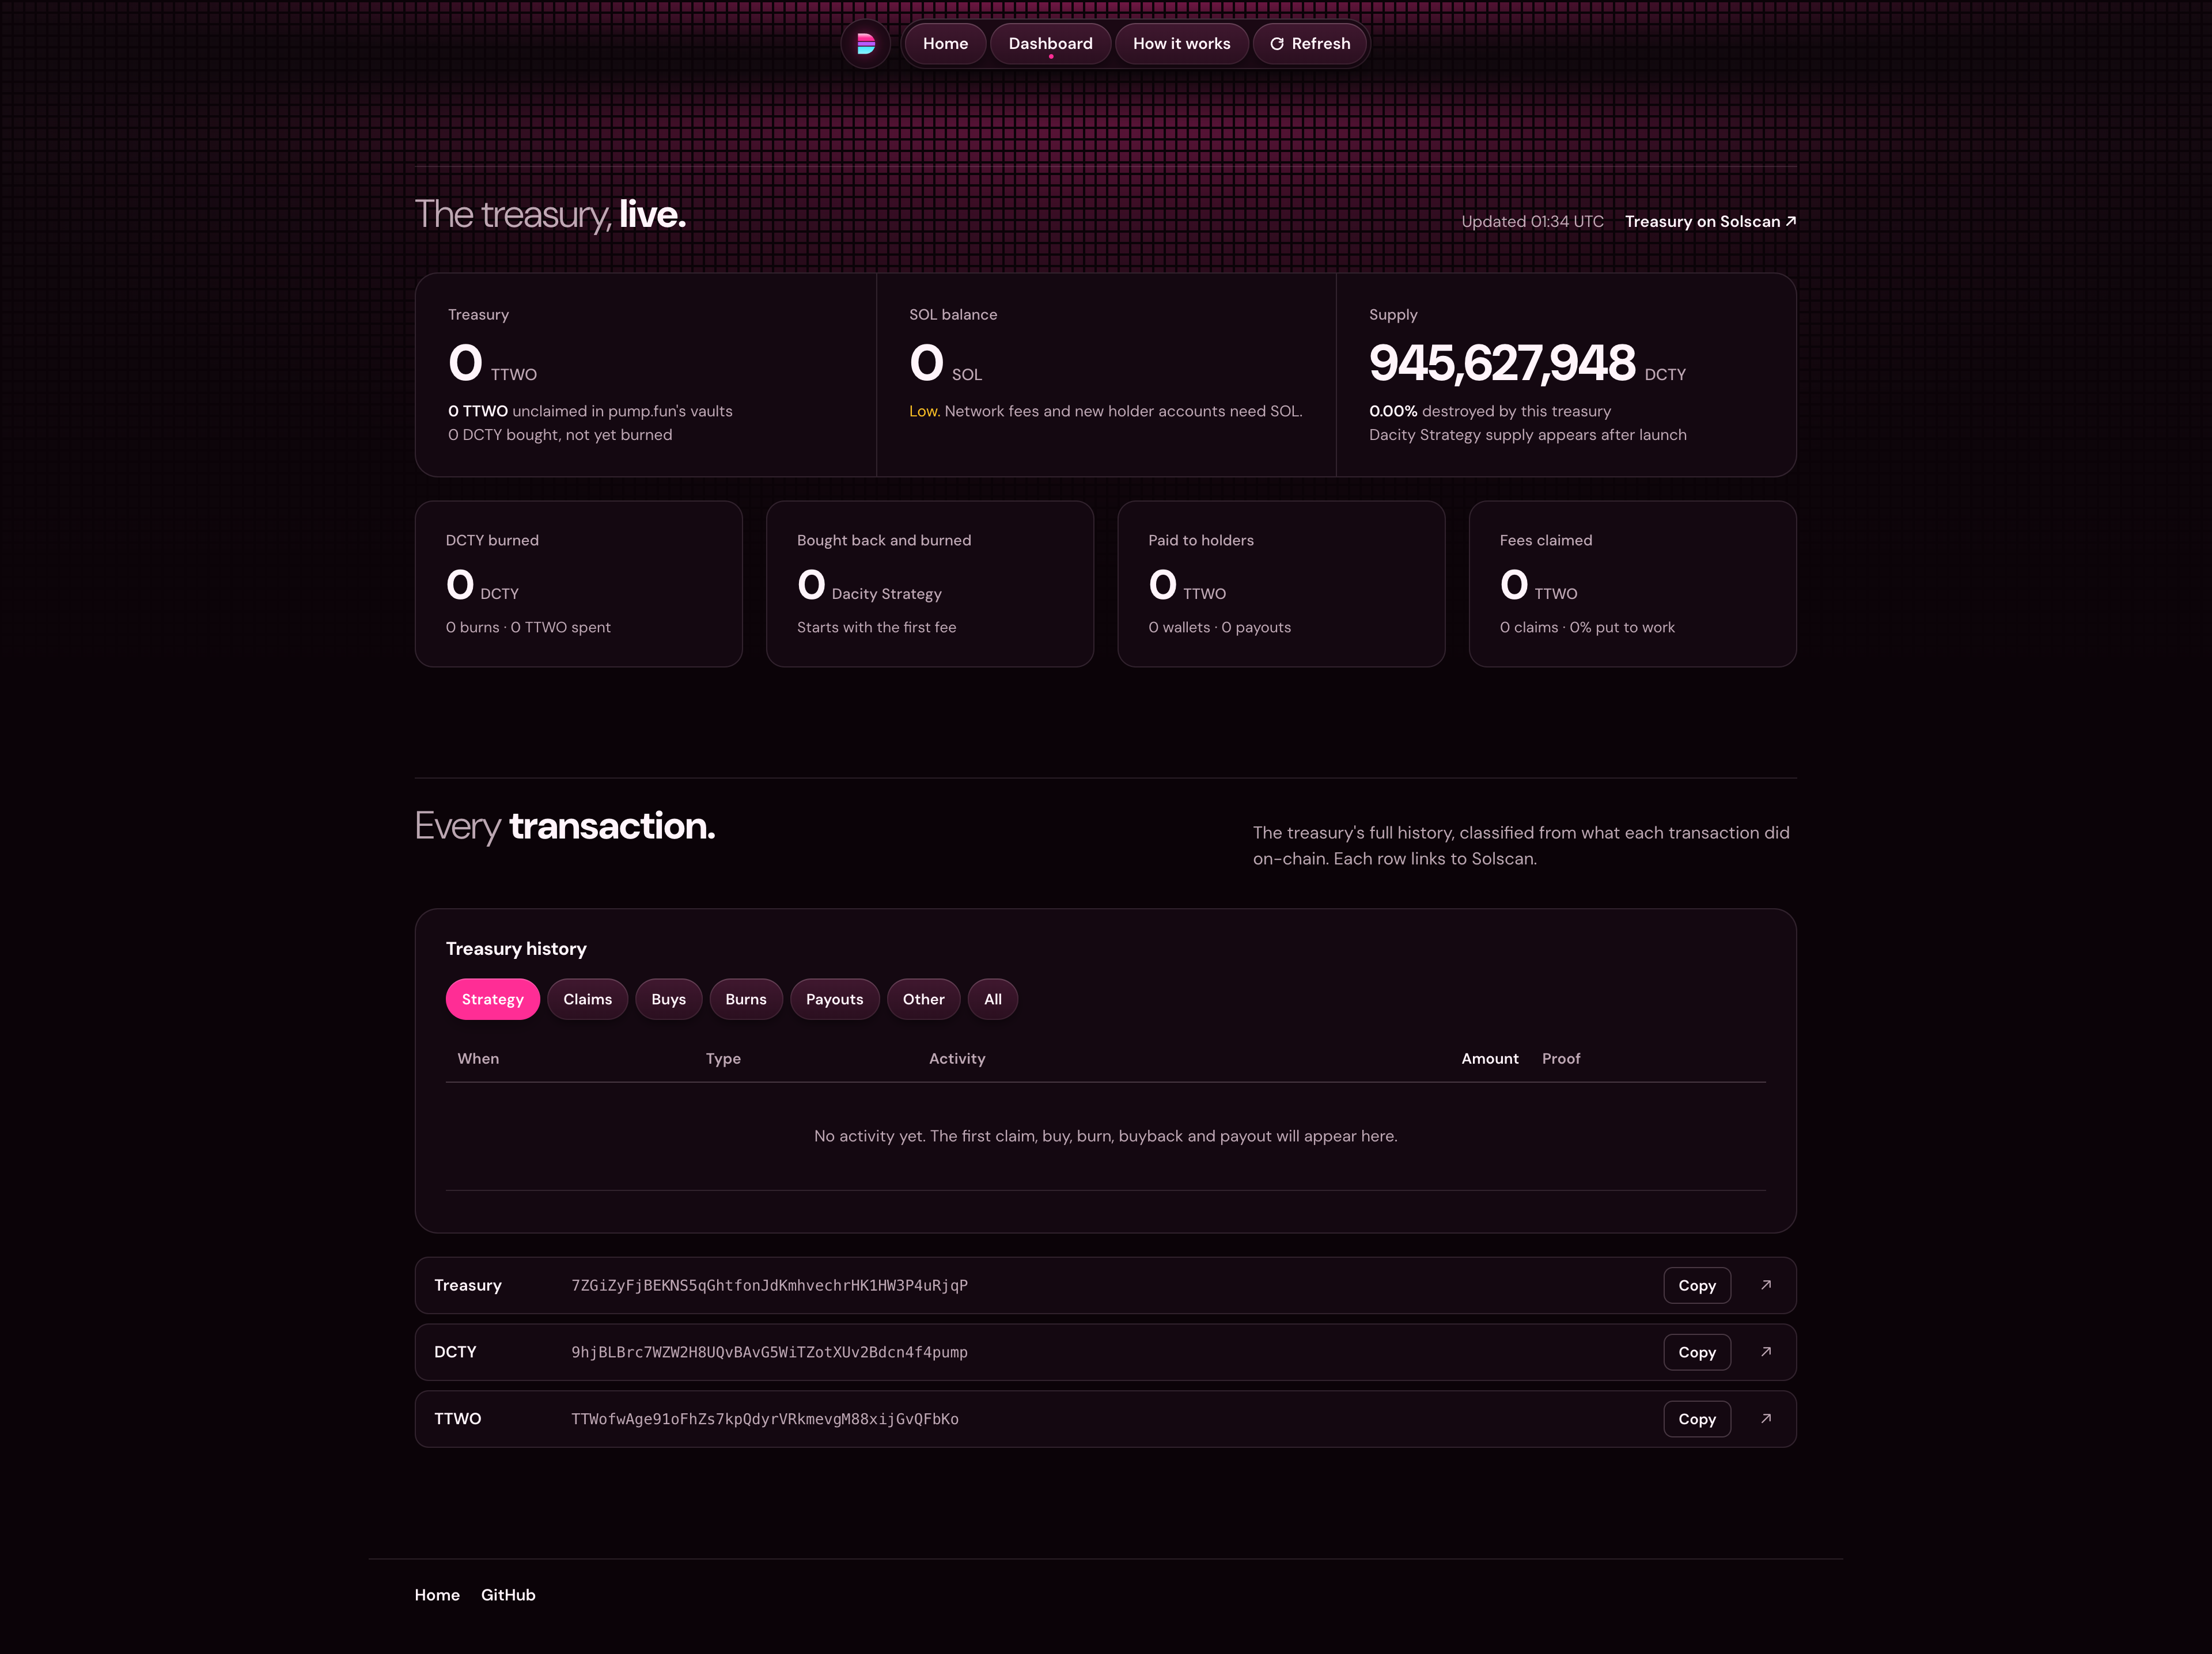 Home
Dashboard
How it works
Refresh
The treasury, live.
Updated 01:34 UTC
Treasury on Solscan ↗
Treasury
0 TTWO
0 TTWO unclaimed in pump.fun's vaults
0 DCTY bought, not yet burned
SOL balance
0 SOL
Low. Network fees and new holder accounts need SOL.
Supply
945,627,948 DCTY
0.00% destroyed by this treasury
Dacity Strategy supply appears after launch
DCTY burned
0 DCTY
0 burns · 0 TTWO spent
Bought back and burned
0 Dacity Strategy
Starts with the first fee
Paid to holders
0 TTWO
0 wallets · 0 payouts
Fees claimed
0 TTWO
0 claims · 0% put to work
Every transaction.
The treasury's full history, classified from what each transaction did
on-chain. Each row links to Solscan.
Treasury history
Strategy
Claims
Buys
Burns
Payouts
Other
All
When
Type
Activity
Amount
Proof
No activity yet. The first claim, buy, burn, buyback and payout will appear here.
Treasury
7ZGiZyFjBEKNS5qGhtfonJdKmhvechrHK1HW3P4uRjqP
Copy ↗
DCTY
9hjBLBrc7WZW2H8UQvBAvG5WiTZotXUv2Bdcn4f4pump
Copy ↗
TTWO
TTWofwAge91oFhZs7kpQdyrVRkmevgM88xijGvQFbKo
Copy ↗
Home
GitHub